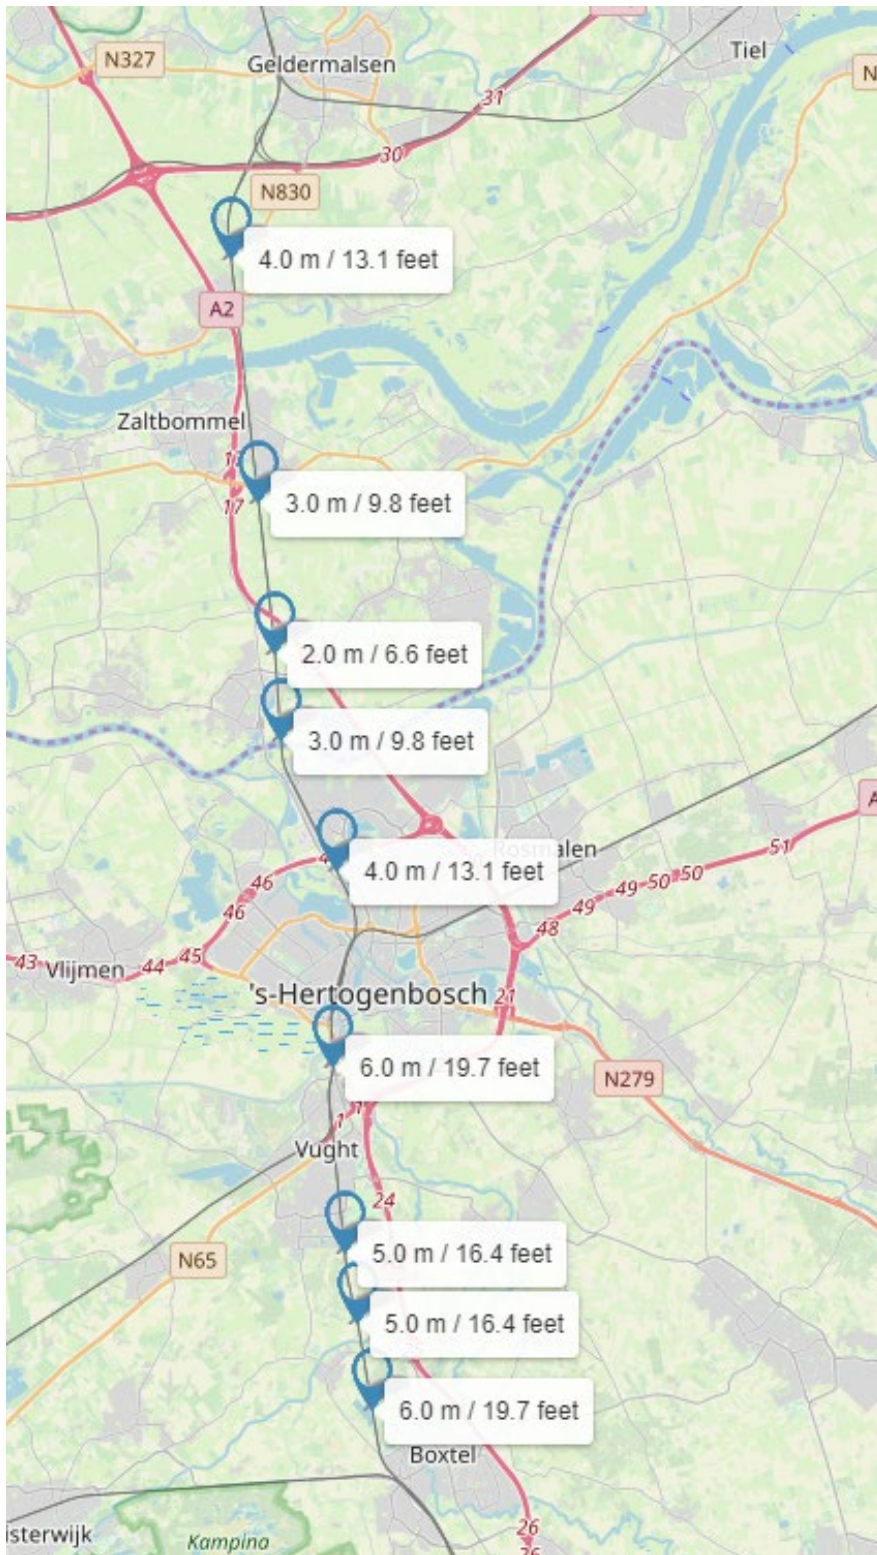 Tiel
N327
Geldermalsen
N
31
30
N830
4.0 m / 13.1 feet
A2
Zaltbommel
17
3.0 m / 9.8 feet
2.0 m / 6.6 feet
3.0 m / 9.8 feet
A
Rosmalen
51
4.0 m / 13.1 feet
46
50
50
49
46
49
48
45
43
Vlijmen
44
's-Hertogenbosch
21
6.0 m / 19.7 feet
N279
1
Vught
24
5.0 m / 16.4 feet
N65
5.0 m / 16.4 feet
6.0 m / 19.7 feet
Boxtel
26
isterwijk
Kampina